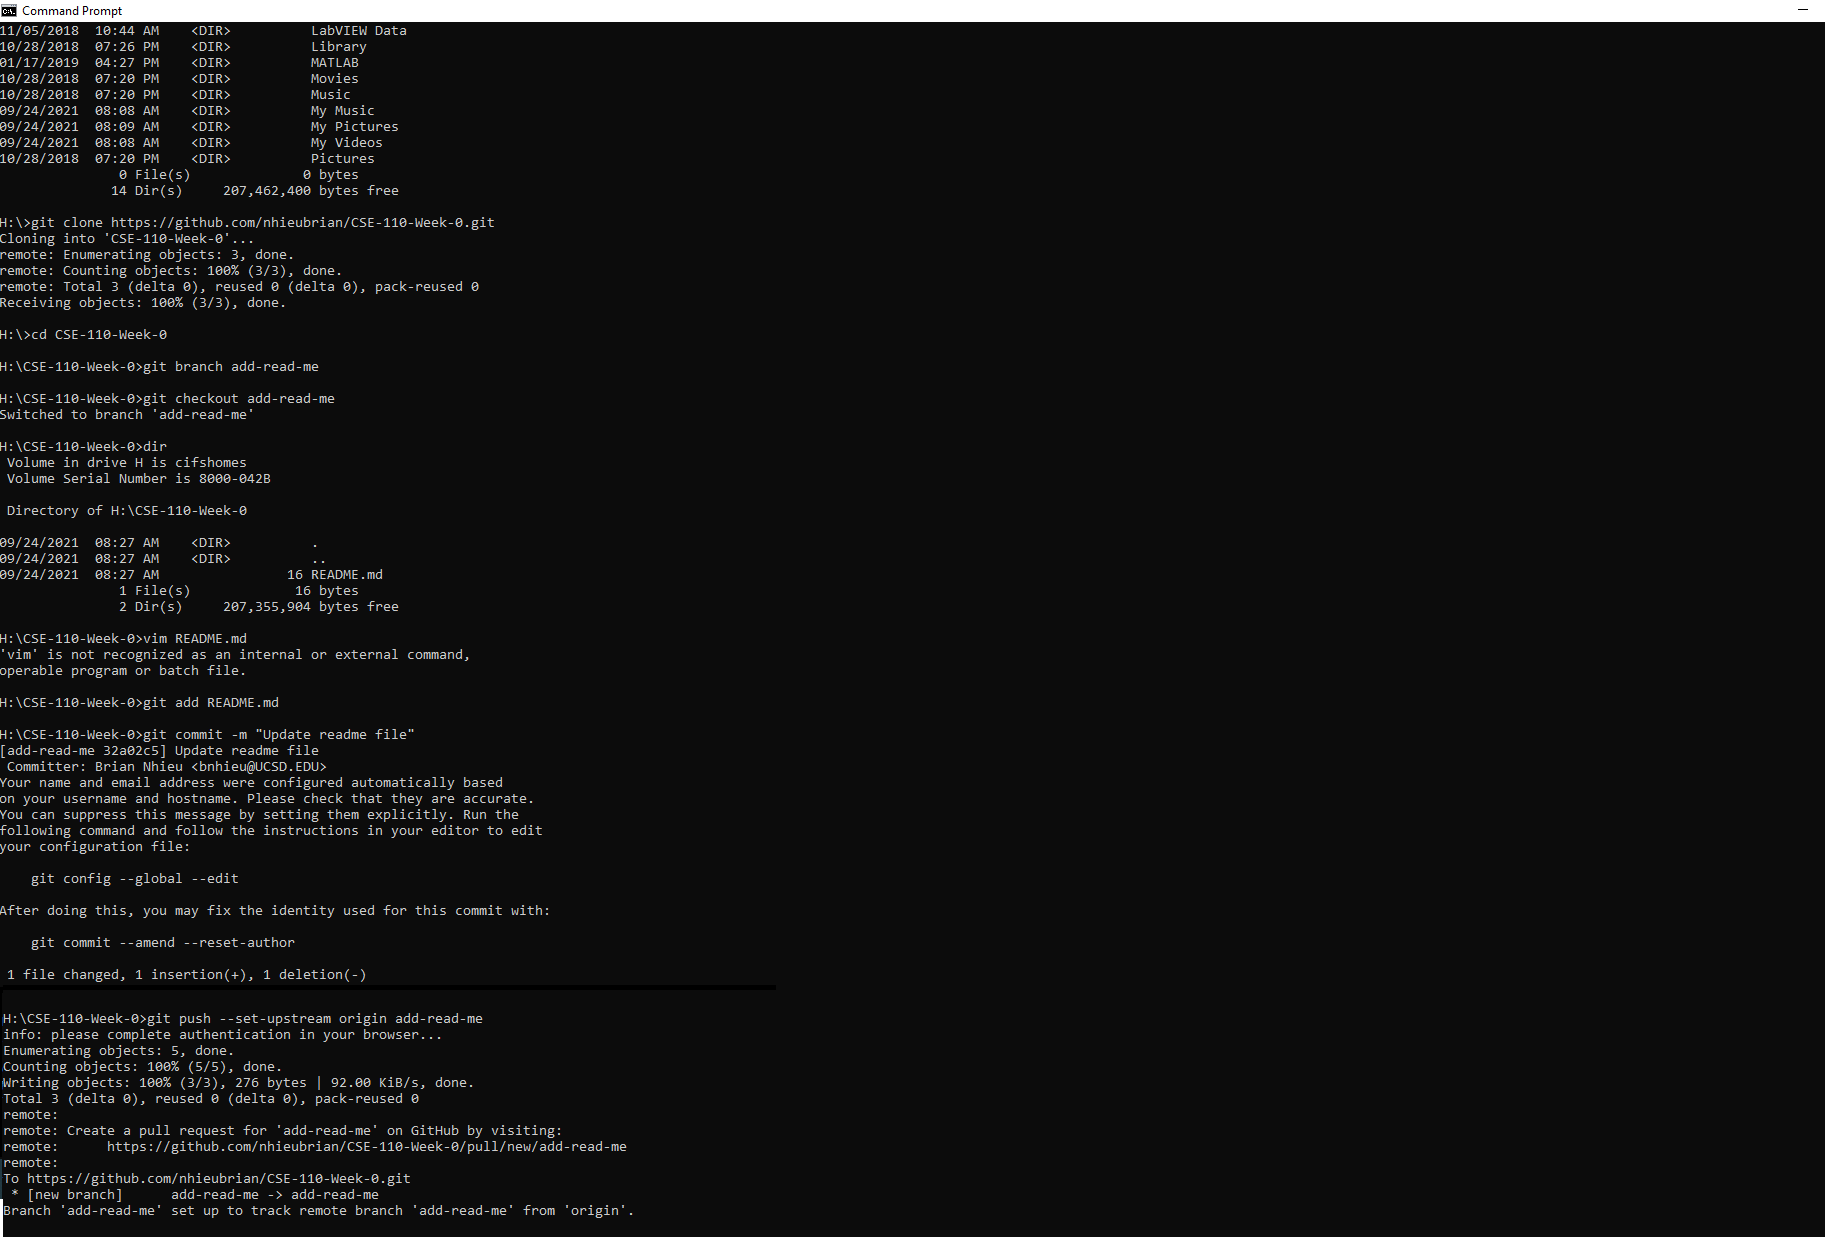 Command Prompt
11/05/2018  10:44 AM    <DIR>          LabVIEW Data
10/28/2018  07:26 PM    <DIR>          Library
01/17/2019  04:27 PM    <DIR>          MATLAB
10/28/2018  07:20 PM    <DIR>          Movies
10/28/2018  07:20 PM    <DIR>          Music
09/24/2021  08:08 AM    <DIR>          My Music
09/24/2021  08:09 AM    <DIR>          My Pictures
09/24/2021  08:08 AM    <DIR>          My Videos
10/28/2018  07:20 PM    <DIR>          Pictures
               0 File(s)              0 bytes
              14 Dir(s)     207,462,400 bytes free
H:\>git clone https://github.com/nhieubrian/CSE-110-Week-0.git
Cloning into 'CSE-110-Week-0'...
remote: Enumerating objects: 3, done.
remote: Counting objects: 100% (3/3), done.
remote: Total 3 (delta 0), reused 0 (delta 0), pack-reused 0
Receiving objects: 100% (3/3), done.
H:\>cd CSE-110-Week-0
H:\CSE-110-Week-0>git branch add-read-me
H:\CSE-110-Week-0>git checkout add-read-me
Switched to branch 'add-read-me'
H:\CSE-110-Week-0>dir
 Volume in drive H is cifshomes
 Volume Serial Number is 8000-042B
 Directory of H:\CSE-110-Week-0
09/24/2021  08:27 AM    <DIR>          .
09/24/2021  08:27 AM    <DIR>          ..
09/24/2021  08:27 AM                16 README.md
               1 File(s)             16 bytes
               2 Dir(s)     207,355,904 bytes free
H:\CSE-110-Week-0>vim README.md
'vim' is not recognized as an internal or external command,
operable program or batch file.
H:\CSE-110-Week-0>git add README.md
H:\CSE-110-Week-0>git commit -m "Update readme file"
[add-read-me 32a02c5] Update readme file
 Committer: Brian Nhieu <bnhieu@UCSD.EDU>
Your name and email address were configured automatically based
on your username and hostname. Please check that they are accurate.
You can suppress this message by setting them explicitly. Run the
following command and follow the instructions in your editor to edit
your configuration file:
    git config --global --edit
After doing this, you may fix the identity used for this commit with:
    git commit --amend --reset-author
 1 file changed, 1 insertion(+), 1 deletion(-)
H:\CSE-110-Week-0>git push --set-upstream origin add-read-me
info: please complete authentication in your browser...
Enumerating objects: 5, done.
Counting objects: 100% (5/5), done.
Writing objects: 100% (3/3), 276 bytes | 92.00 KiB/s, done.
Total 3 (delta 0), reused 0 (delta 0), pack-reused 0
remote:
remote: Create a pull request for 'add-read-me' on GitHub by visiting:
remote:      https://github.com/nhieubrian/CSE-110-Week-0/pull/new/add-read-me
remote:
To https://github.com/nhieubrian/CSE-110-Week-0.git
 * [new branch]      add-read-me -> add-read-me
Branch 'add-read-me' set up to track remote branch 'add-read-me' from 'origin'.